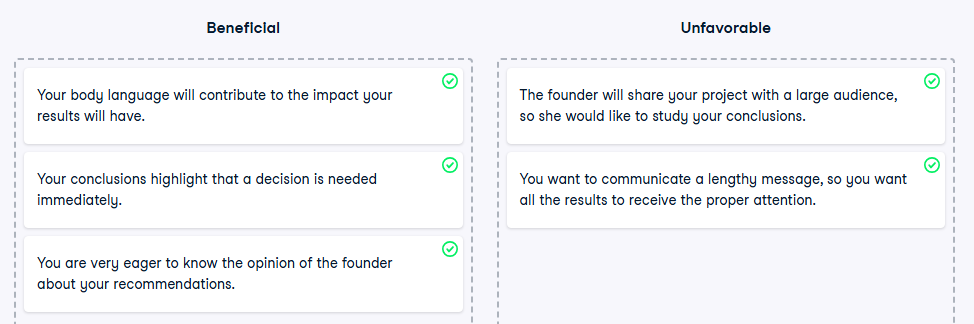 Beneficial
Your body language will contribute to the impact your
results will have.
Your conclusions highlight that a decision is needed
immediately.
You are very eager to know the opinion of the founder
about your recommendations.
Unfavorable
The founder will share your project with a large audience,
so she would like to study your conclusions.
You want to communicate a lengthy message, so you want
all the results to receive the proper attention.